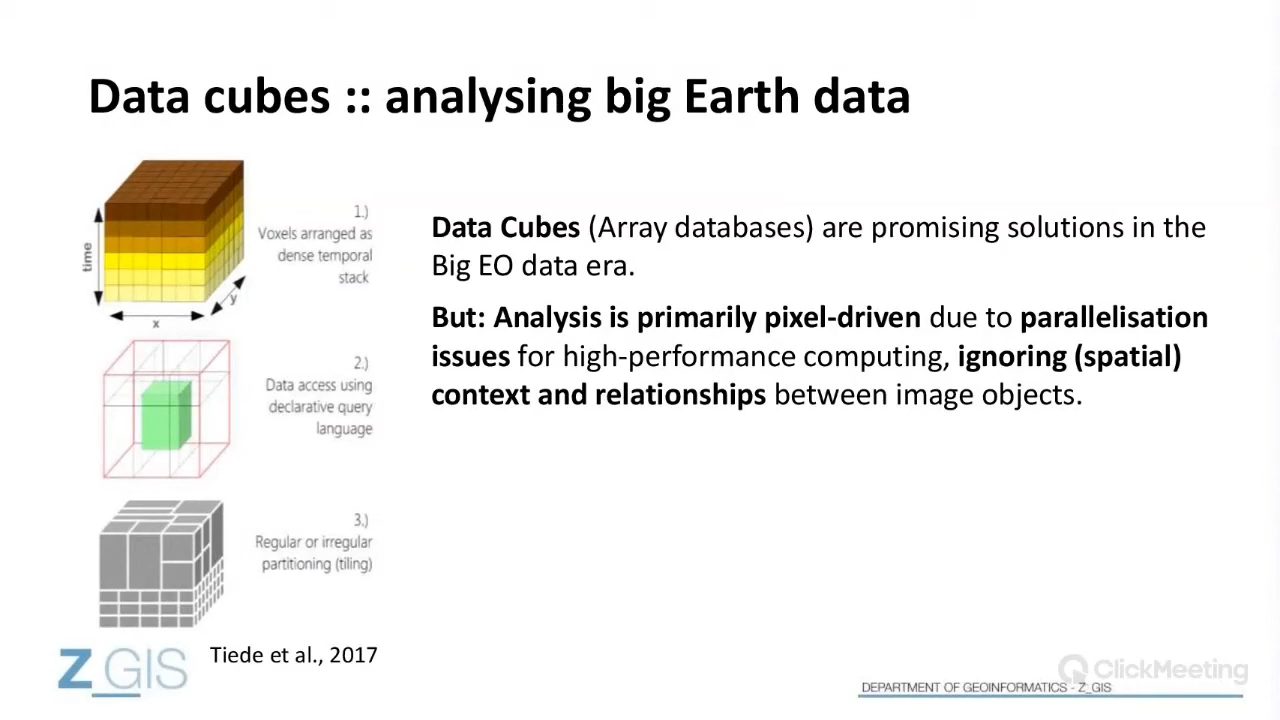 Data cubes :: analysing big Earth data
time
x
y
1.)
Voxels arranged as
dense temporal
stack
2.)
Data access using
declarative query
language
3.)
Regular or irregular
partitioning (tiling)
Data Cubes (Array databases) are promising solutions in the
Big EO data era.
But: Analysis is primarily pixel-driven due to parallelisation
issues for high-performance computing, ignoring (spatial)
context and relationships between image objects.
Z_GIS
Tiede et al., 2017
ClickMeeting
DEPARTMENT OF GEOINFORMATICS - Z_GIS